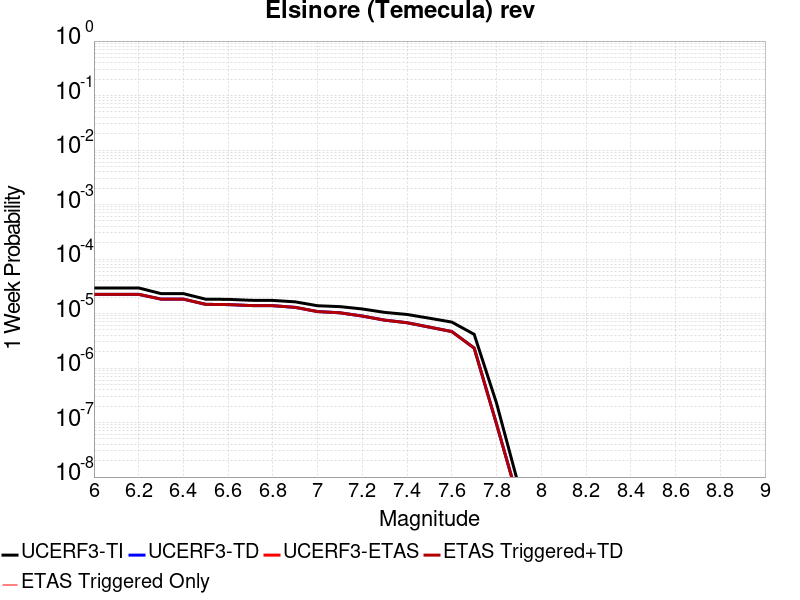 Elsinore (Temecula) rev
10^0
10^-1
10^-2
10^-3
10^-4
10^-5
10^-6
10^-7
10^-8
1 Week Probability
6 6.2 6.4 6.6 6.8 7 7.2 7.4 7.6 7.8 8 8.2 8.4 8.6 8.8 9
Magnitude
UCERF3-TI UCERF3-TD UCERF3-ETAS ETAS Triggered+TD
ETAS Triggered Only